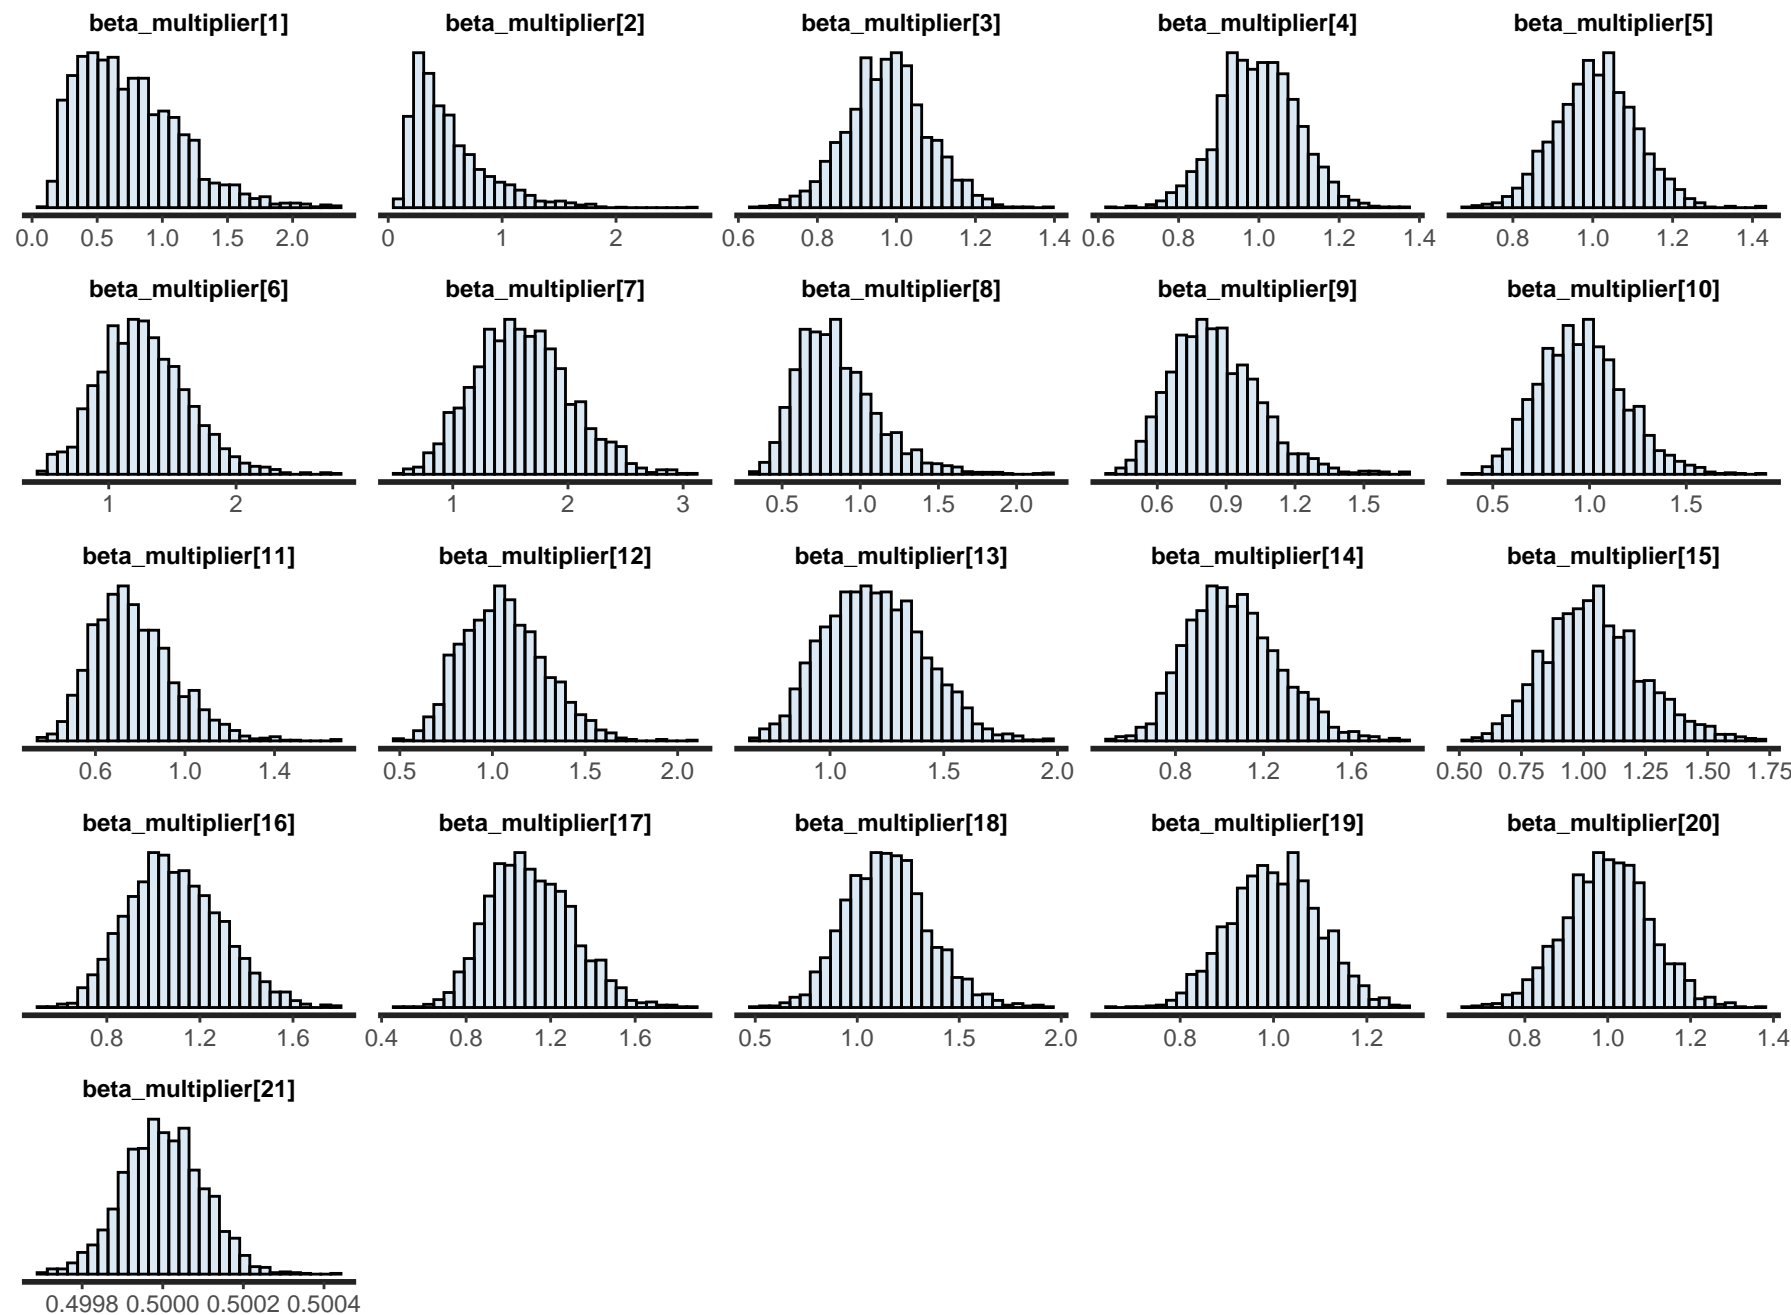 beta_multiplier[1] beta_multiplier[2] beta_multiplier[3] beta_multiplier[4] beta_multiplier[5]
0.0 0.5 1.0 1.5 2.0 0 1 2 0.6 0.8 1.0 1.2 1.4 0.6 0.8 1.0 1.2 1.4 0.8 1.0 1.2 1.4
beta_multiplier[6] beta_multiplier[7] beta_multiplier[8] beta_multiplier[9] beta_multiplier[10]
1 2 1 2 3 0.5 1.0 1.5 2.0 0.6 0.9 1.2 1.5 0.5 1.0 1.5
beta_multiplier[11] beta_multiplier[12] beta_multiplier[13] beta_multiplier[14] beta_multiplier[15]
0.6 1.0 1.4 0.5 1.0 1.5 2.0 1.0 1.5 2.0 0.8 1.2 1.6 0.50 0.75 1.00 1.25 1.50 1.75
beta_multiplier[16] beta_multiplier[17] beta_multiplier[18] beta_multiplier[19] beta_multiplier[20]
0.8 1.2 1.6 0.4 0.8 1.2 1.6 0.5 1.0 1.5 2.0 0.8 1.0 1.2 0.8 1.0 1.2 1.4
beta_multiplier[21]
0.4998 0.5000 0.5002 0.5004